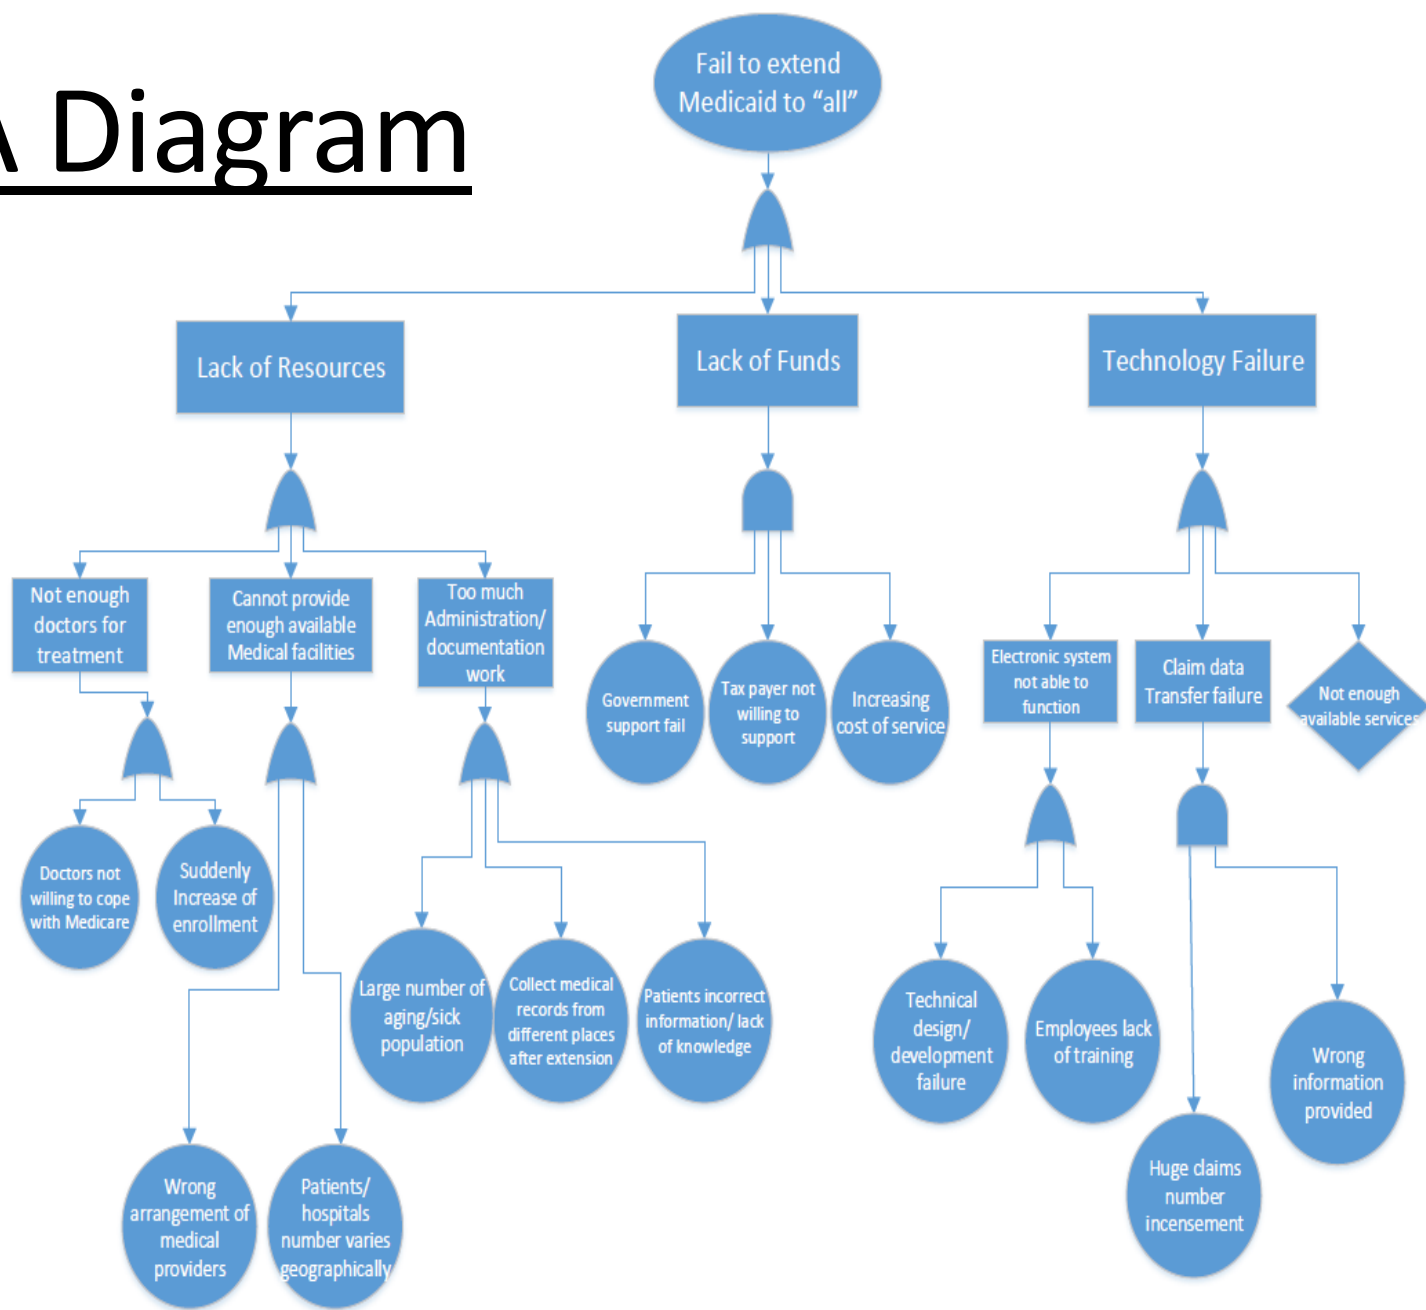 A Diagram
Fail to extend
Medicaid to “all”
Lack of Resources
Lack of Funds
Technology Failure
Not enough
doctors for
treatment
Cannot provide
enough available
Medical facilities
Too much
Administration/
documentation
work
Government
support fail
Tax payer not
willing to
support
Increasing
cost of service
Electronic system
not able to
function
Claim data
Transfer failure
Not enough
available services
Doctors not
willing to cope
with Medicare
Suddenly
Increase of
enrollment
Large number of
aging/sick
population
Collect medical
records from
different places
after extension
Patients incorrect
information/ lack
of knowledge
Technical
design/
development
failure
Employees lack
of training
Wrong
information
provided
Wrong
arrangement of
medical
providers
Patients/
hospitals
number varies
geographically
Huge claims
number
incensement